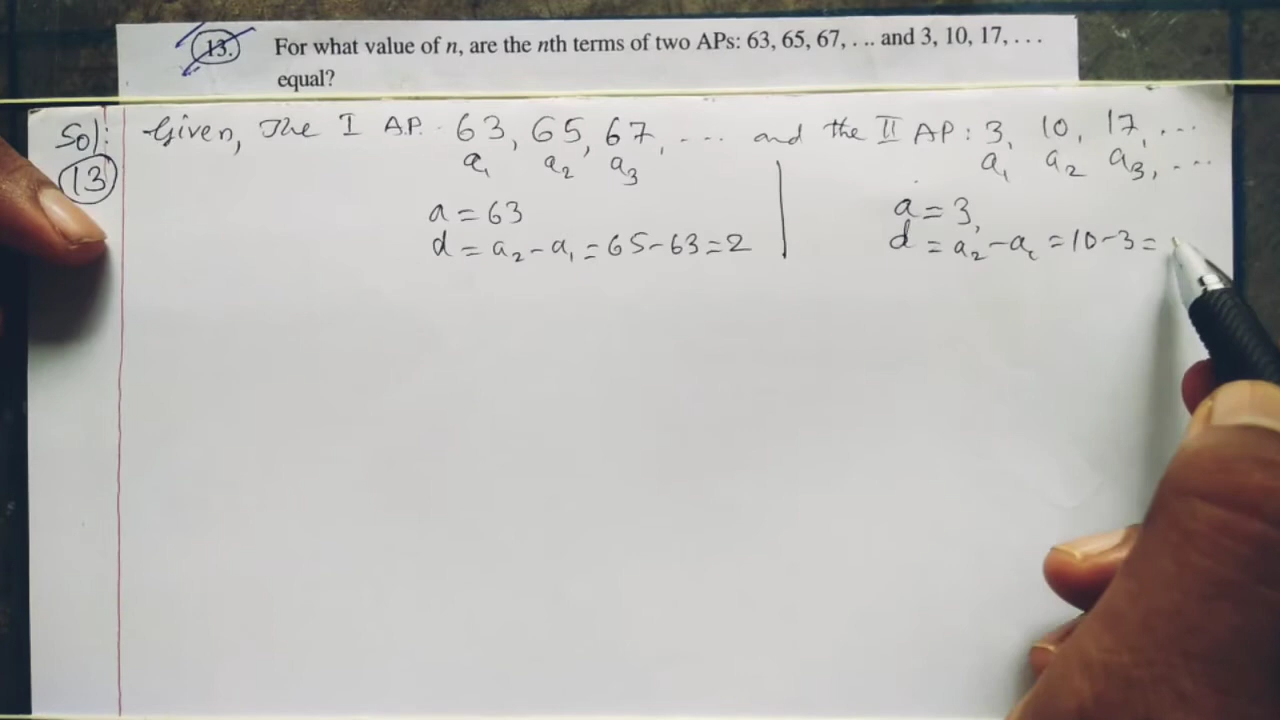 13. For what value of n, are the nth terms of two APs: 63, 65, 67, . .. and 3, 10, 17, . . .
equal?
Sol: Given, The I A.P. 63, 65, 67, .... and the II AP : 3, 10, 17, ...
(13) a₁ a₂ a₃ a₁ a₂ a₃, ....
a = 63 a = 3,
d = a₂ - a₁ = 65 - 63 = 2 d = a₂ - a₁ = 10 - 3 =